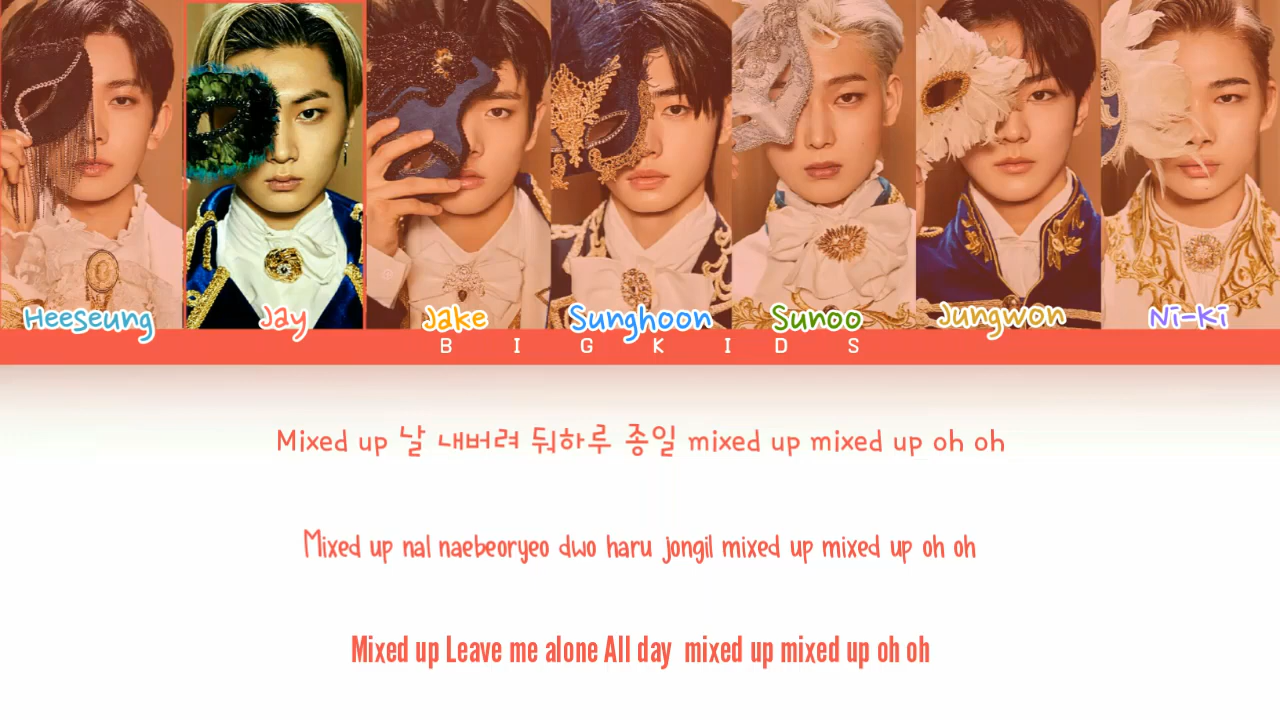 Heeseung Jay Jake Sunghoon Sunoo Jungwon Ni-Ki
BIGKIDS
Mixed up 날 내버려 둬하루 종일 mixed up mixed up oh oh
Mixed up nal naebeoryeo dwo haru jongil mixed up mixed up oh oh
Mixed up Leave me alone All day mixed up mixed up oh oh